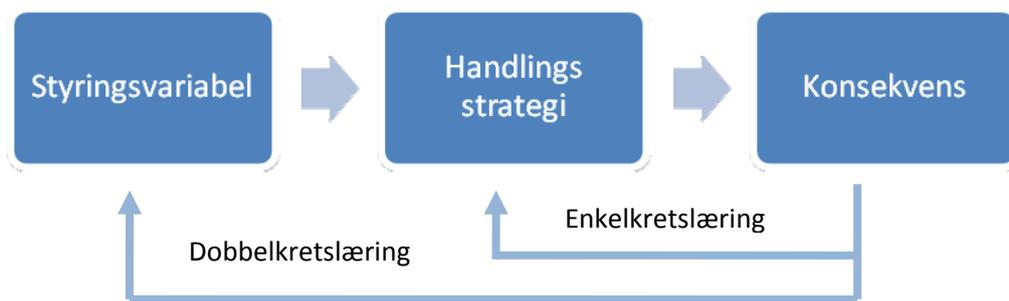 Styringsvariabel
Handlings
strategi
Konsekvens
Enkelkretslæring
Dobbelkretslæring